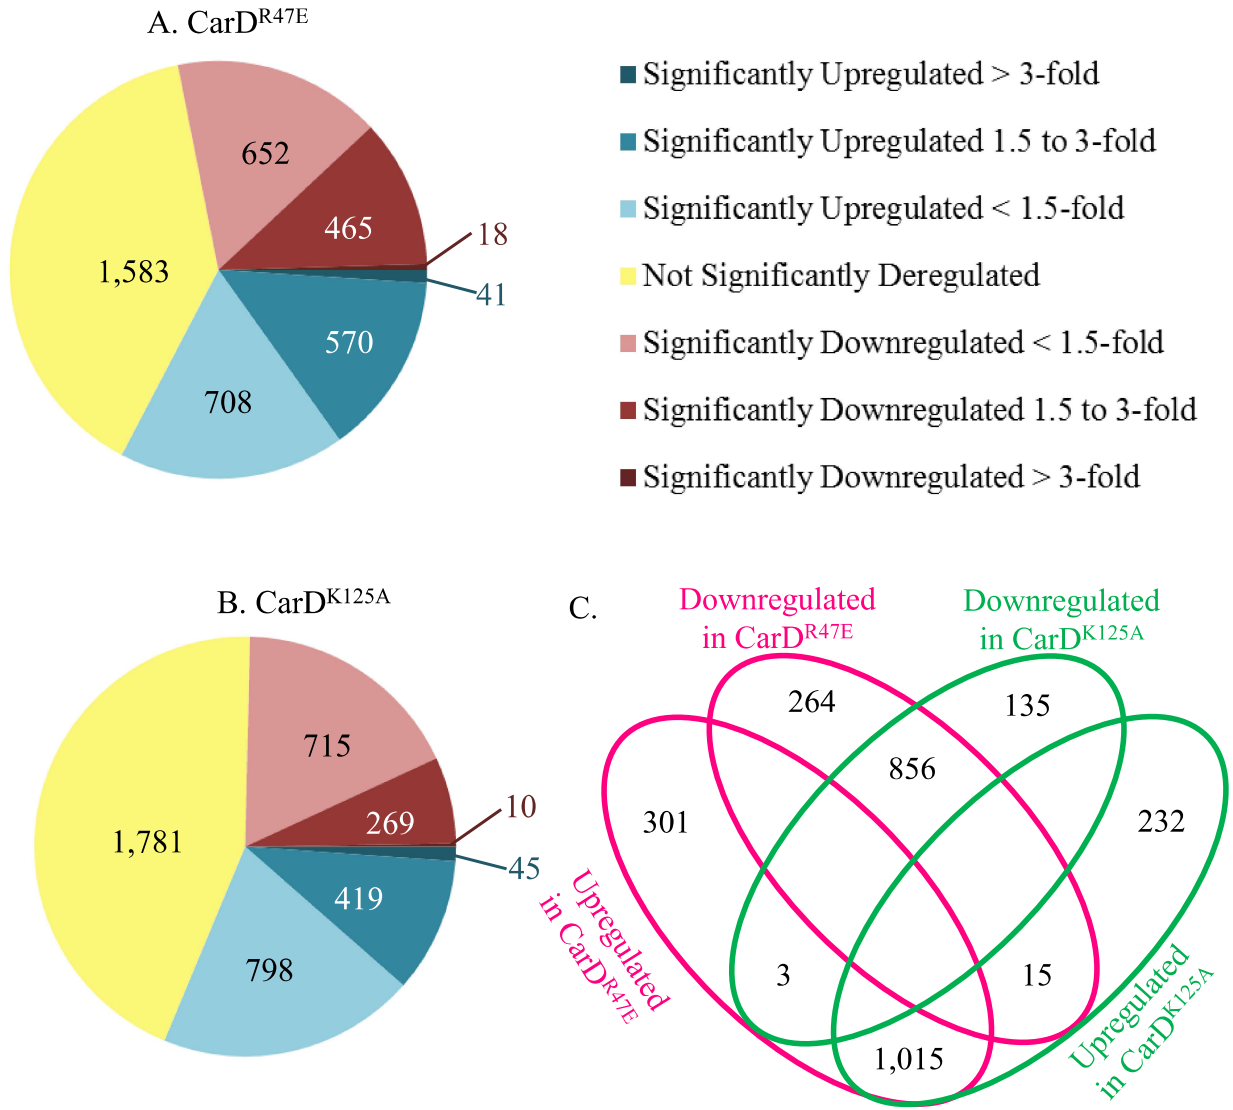 A. CarDR47E
652
465
18
1,583
41
570
708
Significantly Upregulated > 3-fold
Significantly Upregulated 1.5 to 3-fold
Significantly Upregulated < 1.5-fold
Not Significantly Deregulated
Significantly Downregulated < 1.5-fold
Significantly Downregulated 1.5 to 3-fold
Significantly Downregulated > 3-fold
B. CarDK125A
715
269
10
1,781
45
419
798
C.
Downregulated
in CarDR47E
Downregulated
in CarDK125A
264
135
856
301
232
Upregulated
in CarDR47E
3
15
1,015
Upregulated
in CarDK125A